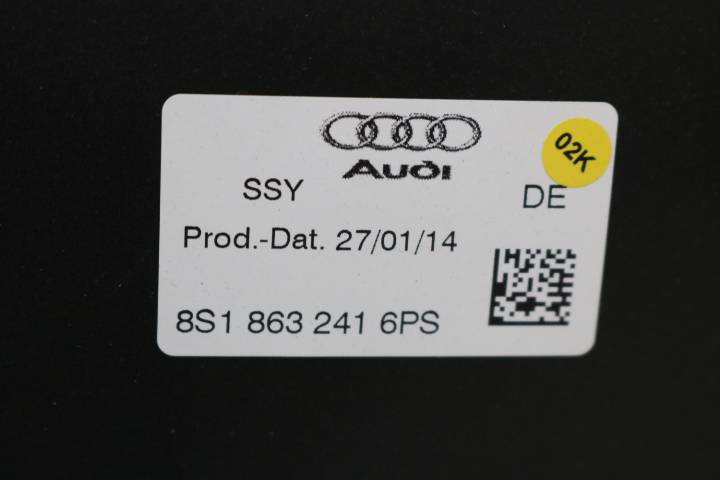 Audi
02K
SSY
DE
Prod.-Dat. 27/01/14
8S1 863 241 6PS